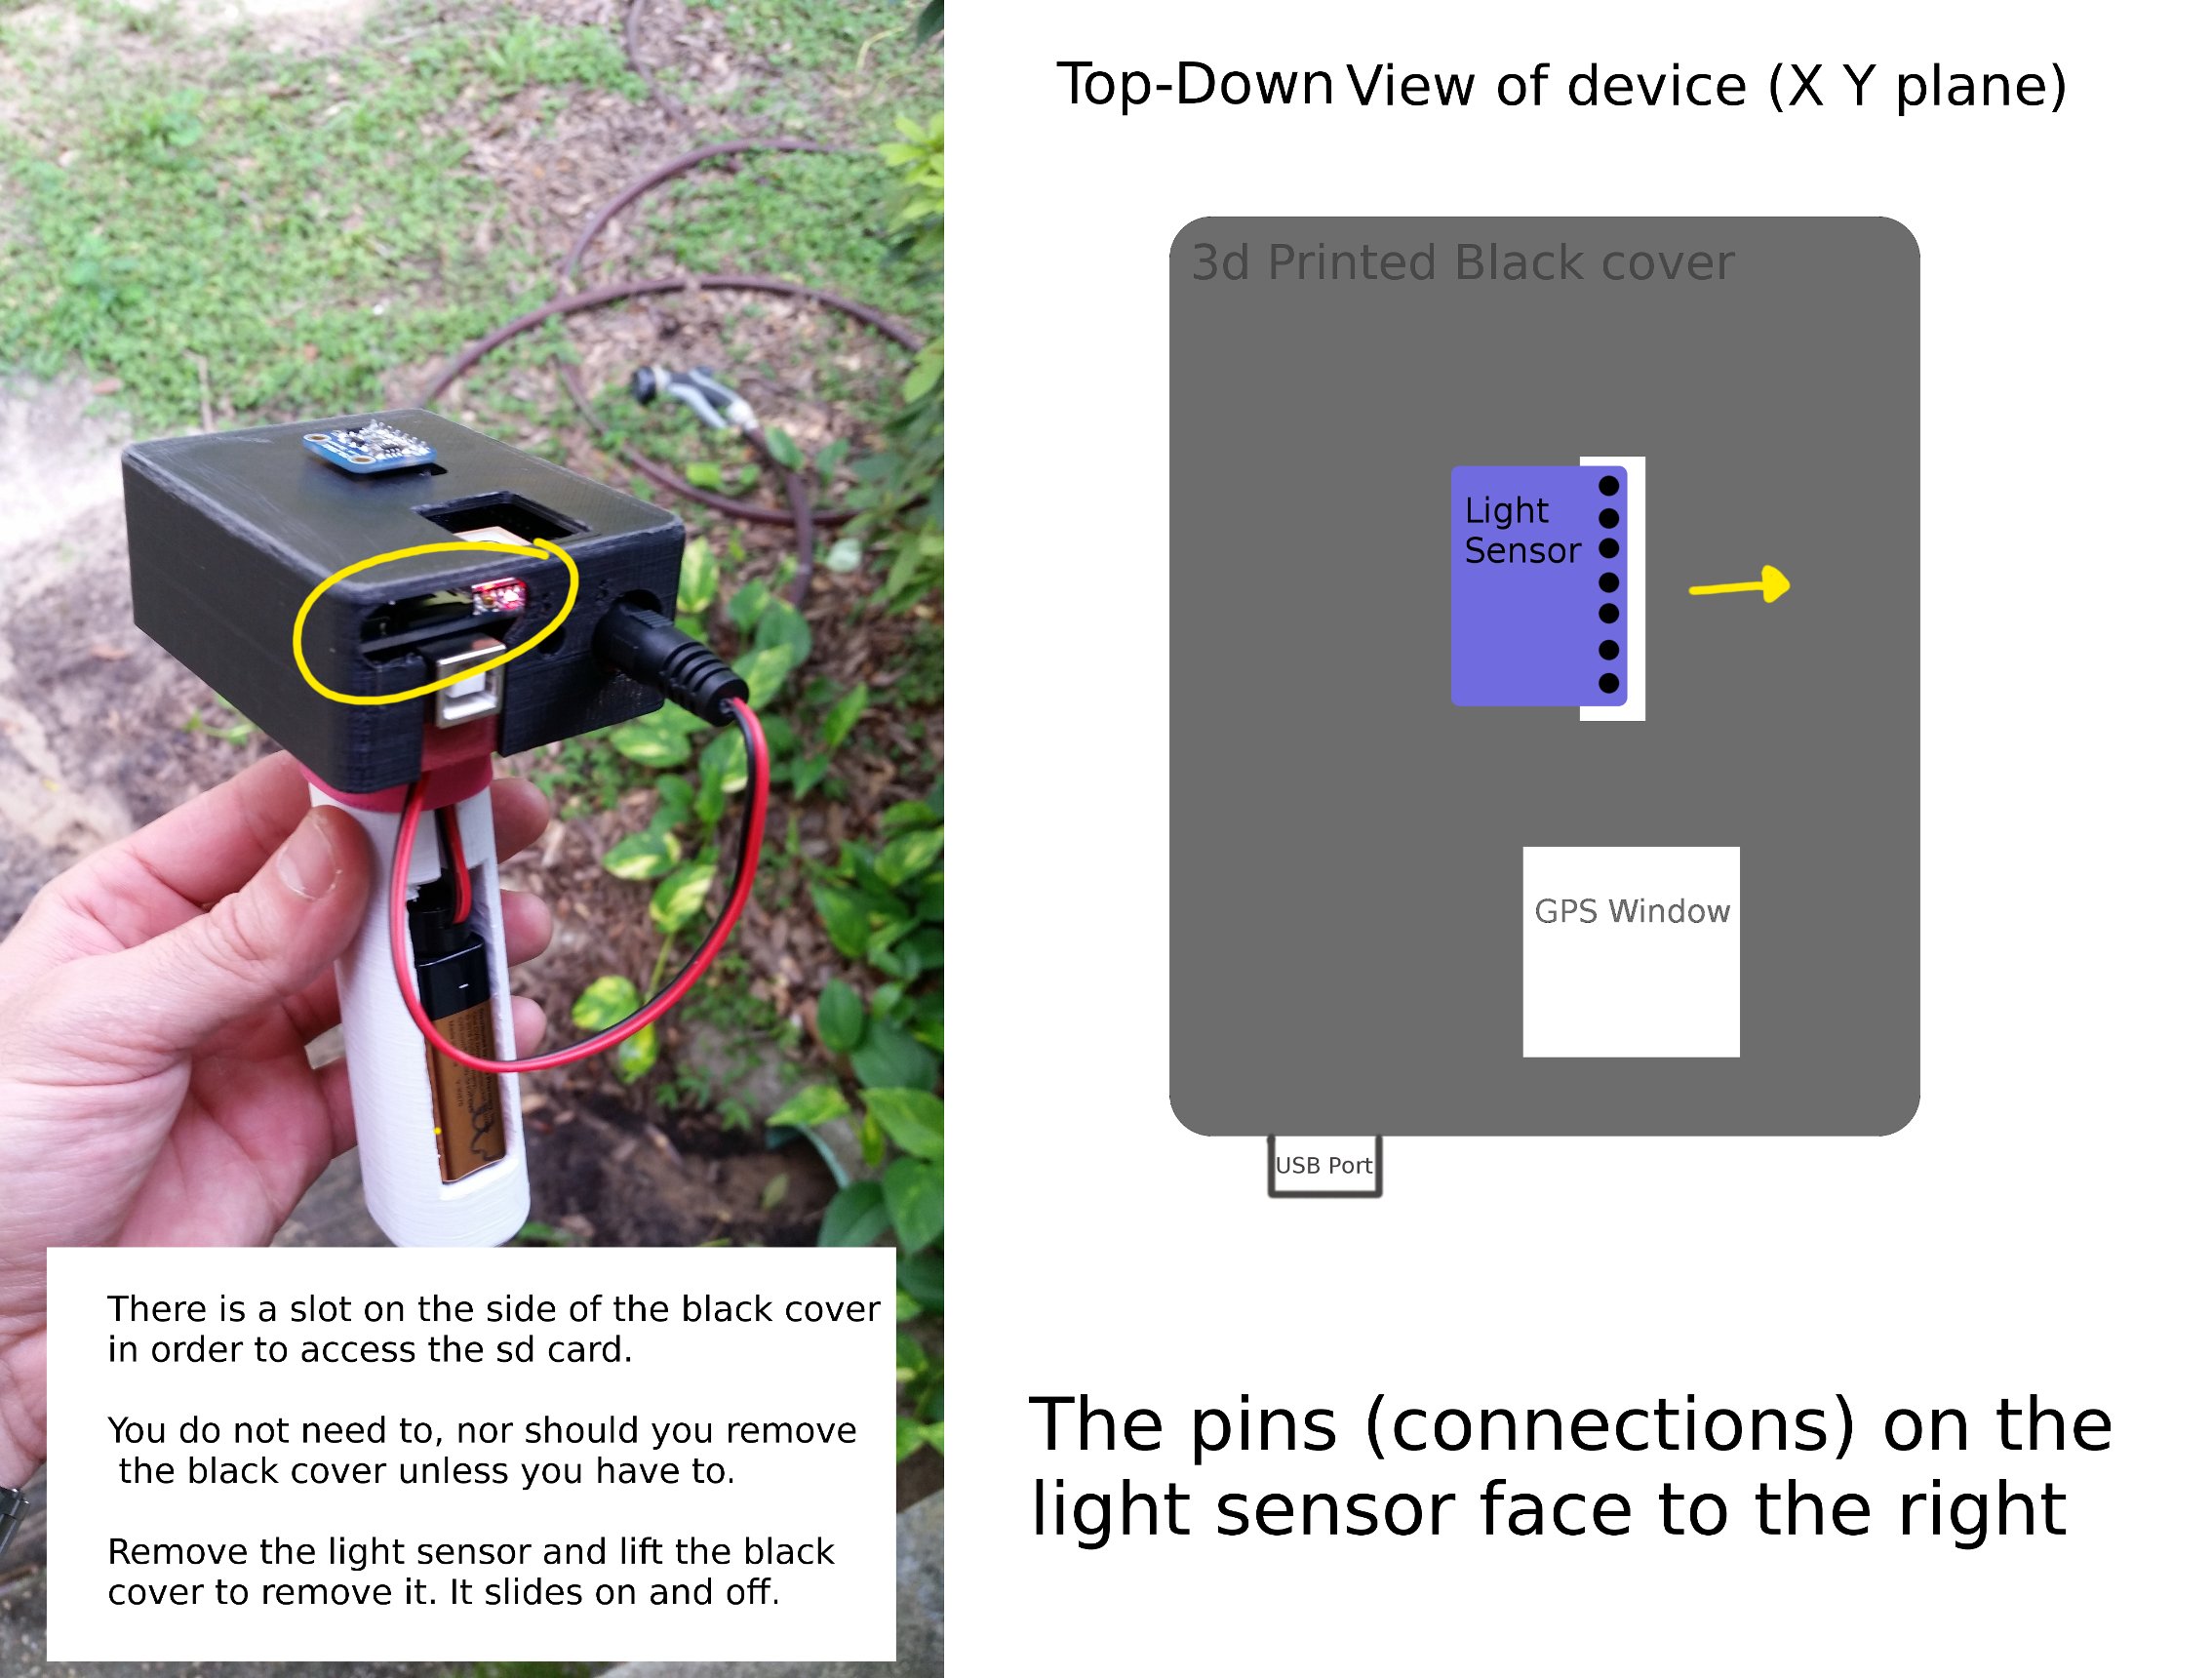 There is a slot on the side of the black cover
in order to access the sd card.
You do not need to, nor should you remove
the black cover unless you have to.
Remove the light sensor and lift the black
cover to remove it. It slides on and off.
Top-Down View of device (X Y plane)
3d Printed Black cover
Light
Sensor
GPS Window
USB Port
The pins (connections) on the
light sensor face to the right